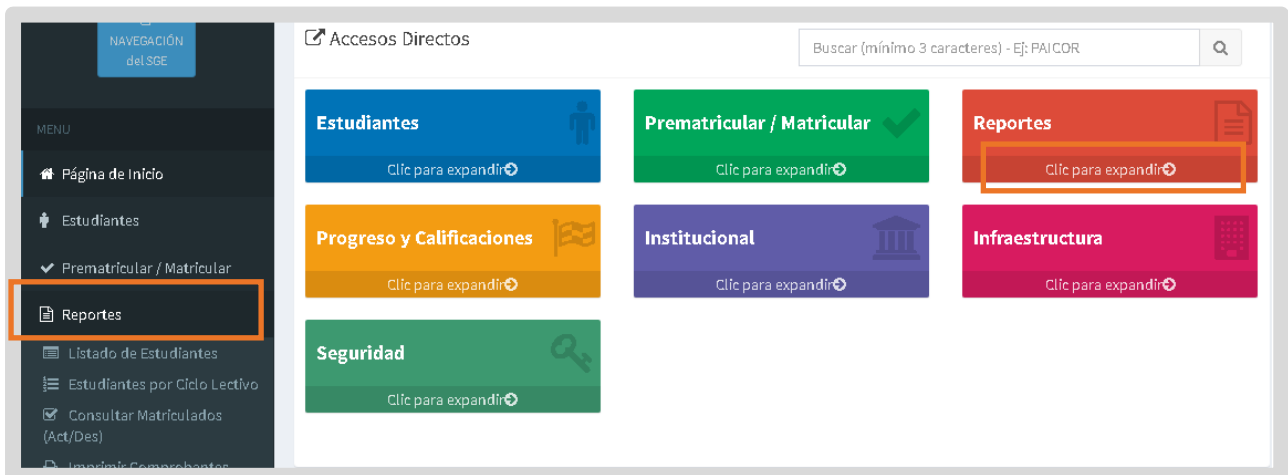 NAVEGACIÓN
del SGE
MENU
Página de Inicio
Estudiantes
Prematricular / Matricular
Reportes
Listado de Estudiantes
Estudiantes por Ciclo Lectivo
Consultar Matriculados
(Act/Des)
Imprimir Comprobantes
Accesos Directos
Buscar (mínimo 3 caracteres) - Ej: PAICOR
Estudiantes
Clic para expandir
Prematricular / Matricular
Clic para expandir
Reportes
Clic para expandir
Progreso y Calificaciones
Clic para expandir
Institucional
Clic para expandir
Infraestructura
Clic para expandir
Seguridad
Clic para expandir